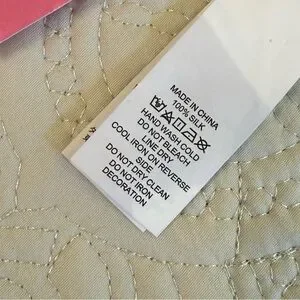 MADE IN CHINA
100% SILK
HAND WASH COLD
DO NOT BLEACH
LINE DRY
COOL IRON ON REVERSE
SIDE
DO NOT DRY CLEAN
DO NOT IRON
DECORATION